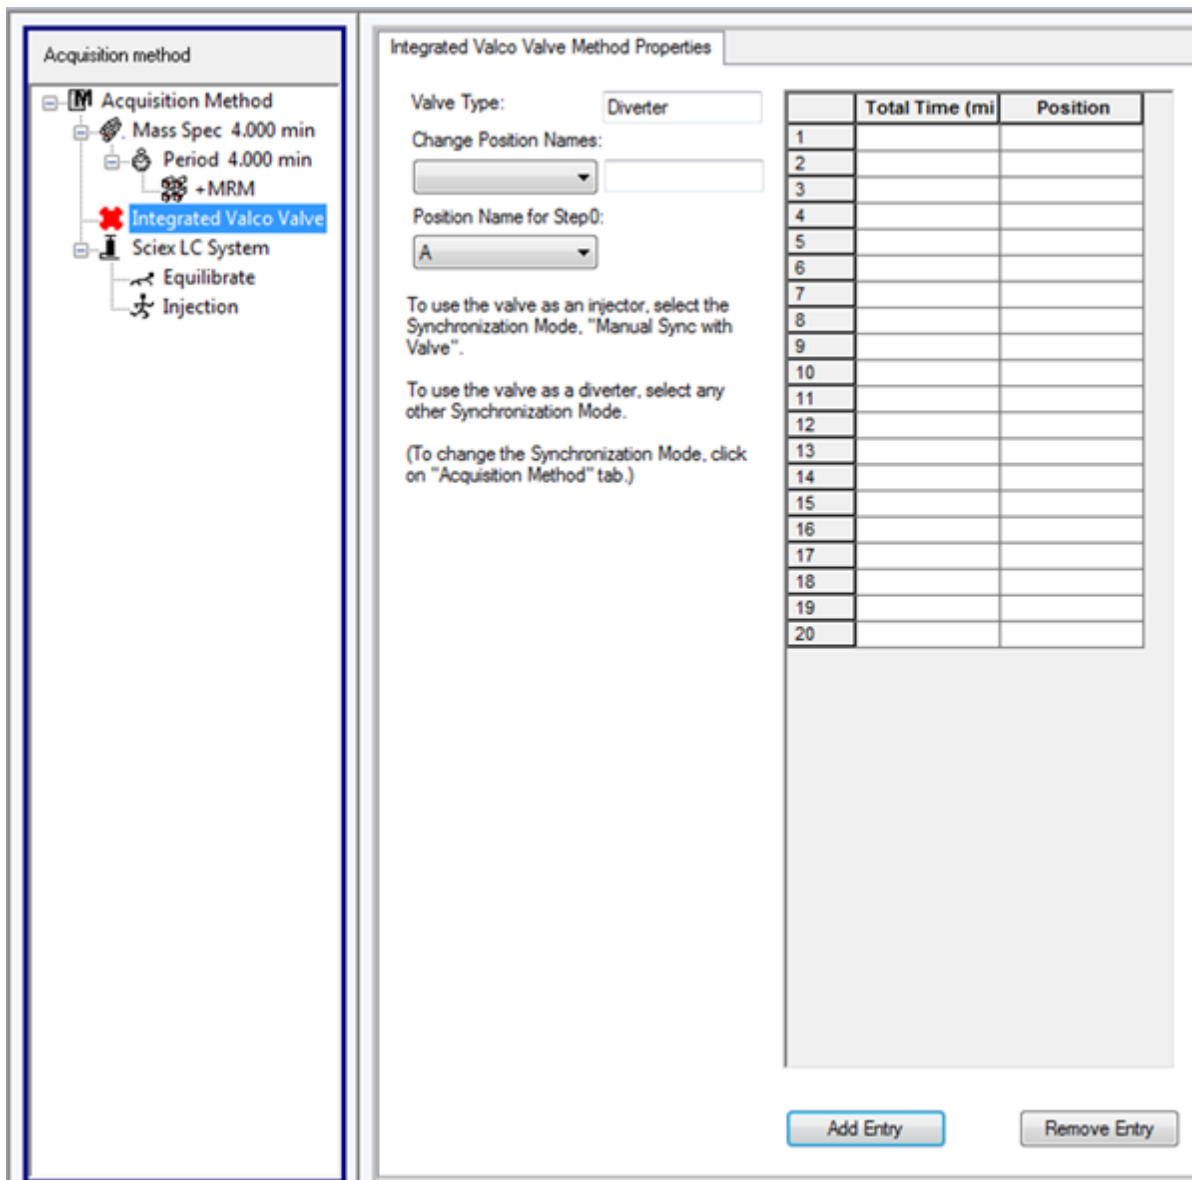 Acquisition method
Acquisition Method
Mass Spec 4.000 min
Period 4.000 min
+MRM
Integrated Valco Valve
Sciex LC System
Equilibrate
Injection
Integrated Valco Valve Method Properties
Valve Type:
Diverter
Change Position Names:
Position Name for Step0:
A
To use the valve as an injector, select the
Synchronization Mode, "Manual Sync with
Valve".
To use the valve as a diverter, select any
other Synchronization Mode.
(To change the Synchronization Mode, click
on "Acquisition Method" tab.)
Total Time (mi Position
1
2
3
4
5
6
7
8
9
10
11
12
13
14
15
16
17
18
19
20
Add Entry
Remove Entry